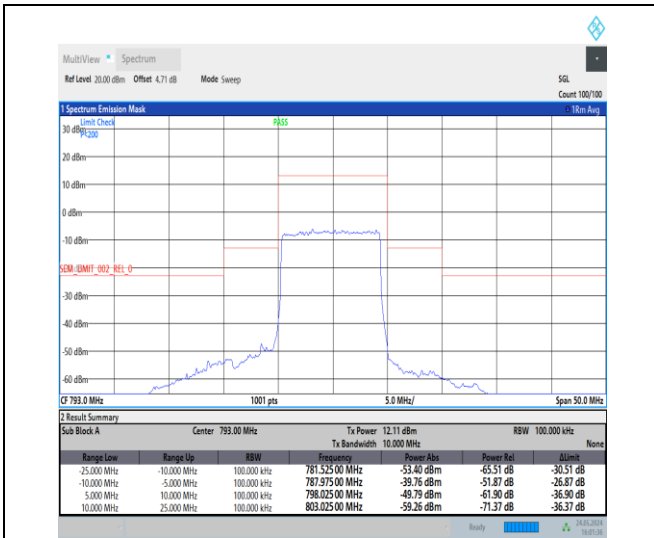 MultiView * Spectrum
Ref Level 20.00 dBm Offset 4.71 dB Mode Sweep SGL
Count 100/100
1 Spectrum Emission Mask 1Rm Avg
Limit Check PASS
30 dBm
P<200
20 dBm
10 dBm
0 dBm
-10 dBm
SEM_LIMIT_002_REL_0
-30 dBm
-40 dBm
-50 dBm
-60 dBm
CF 793.0 MHz 1001 pts 5.0 MHz/ Span 50.0 MHz
2 Result Summary
Sub Block A Center 793.00 MHz Tx Power 12.11 dBm RBW 100.000 kHz
Tx Bandwidth 10.000 MHz None
Range Low Range Up RBW Frequency Power Abs Power Rel ΔLimit
-25.000 MHz -10.000 MHz 100.000 kHz 781.525 00 MHz -53.40 dBm -65.51 dB -30.51 dB
-10.000 MHz -5.000 MHz 100.000 kHz 787.975 00 MHz -39.76 dBm -51.87 dB -26.87 dB
5.000 MHz 10.000 MHz 100.000 kHz 798.025 00 MHz -49.79 dBm -61.90 dB -36.90 dB
10.000 MHz 25.000 MHz 100.000 kHz 803.025 00 MHz -59.26 dBm -71.37 dB -36.37 dB
Ready 24.05.2024
16:01:36